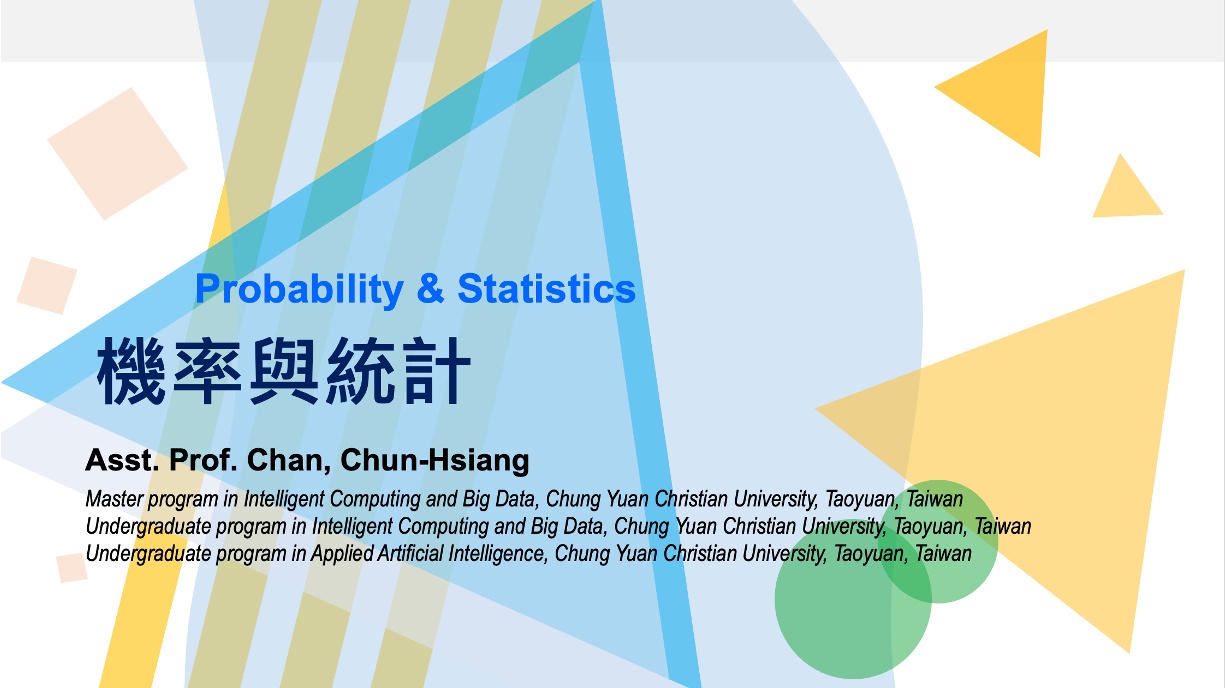 Probability & Statistics
機率與統計
Asst. Prof. Chan, Chun-Hsiang
Master program in Intelligent Computing and Big Data, Chung Yuan Christian University, Taoyuan, Taiwan
Undergraduate program in Intelligent Computing and Big Data, Chung Yuan Christian University, Taoyuan, Taiwan
Undergraduate program in Applied Artificial Intelligence, Chung Yuan Christian University, Taoyuan, Taiwan